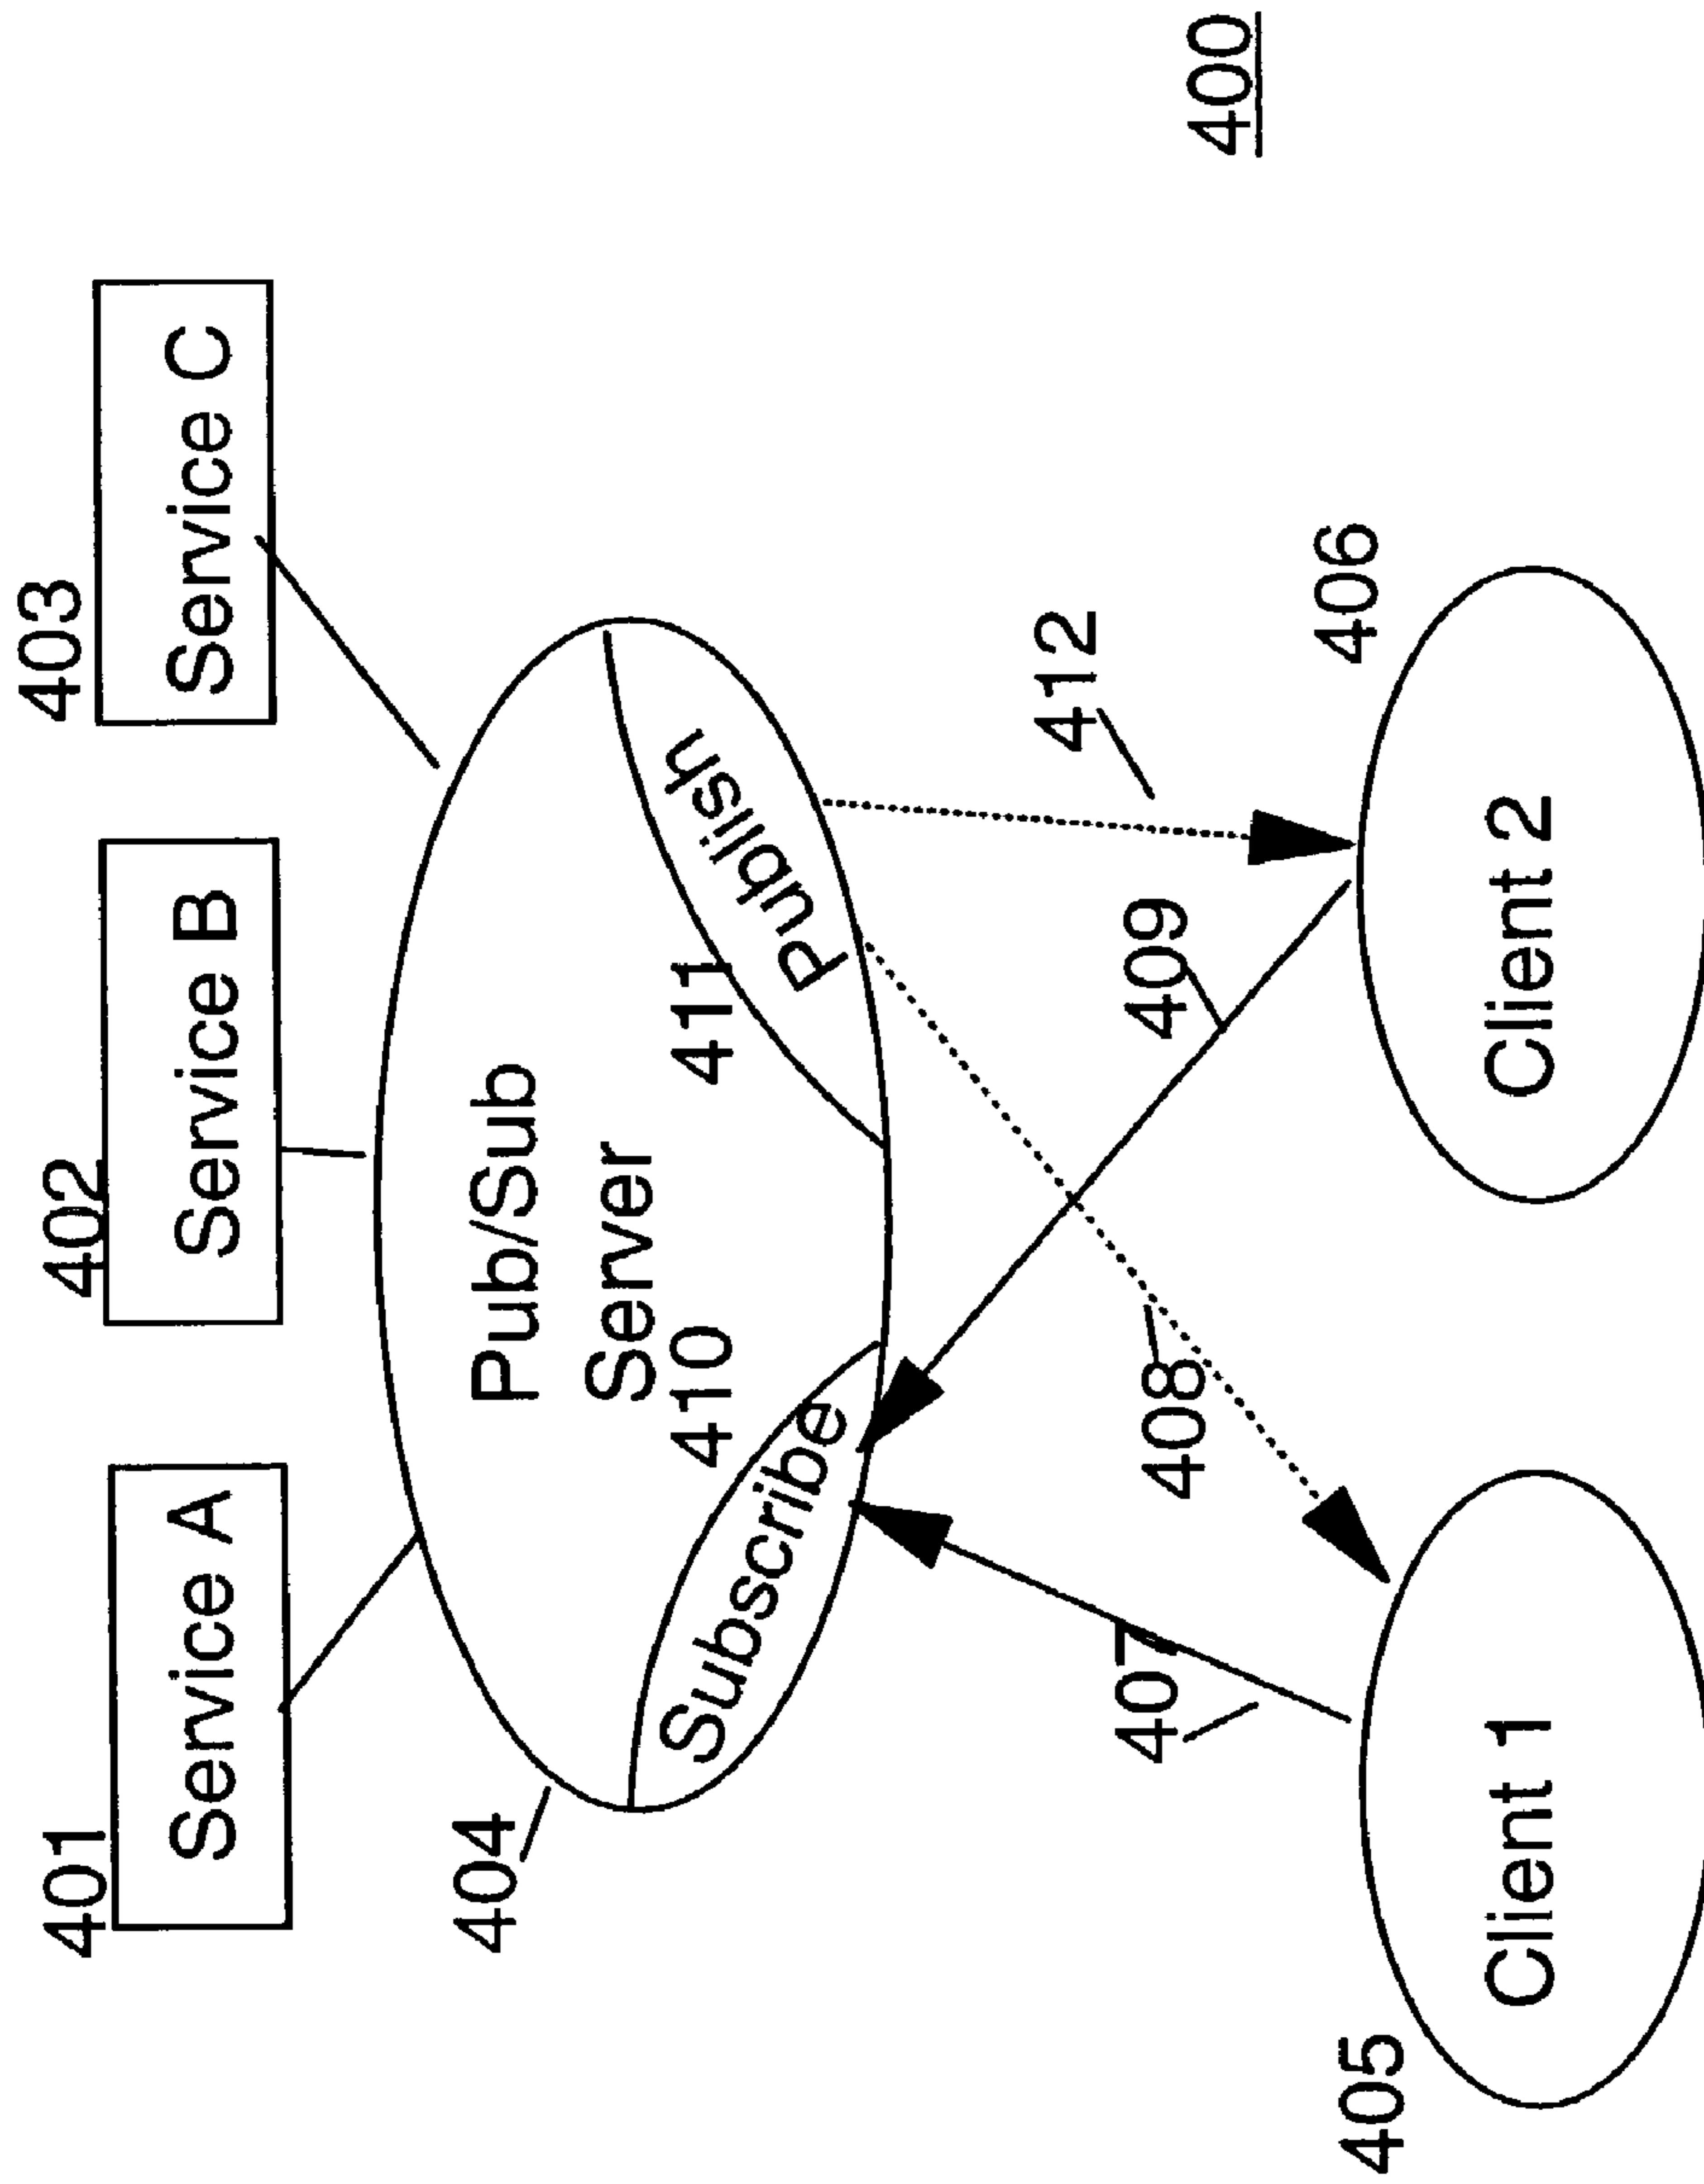 401
402
403
Service A
Service B
Service C
404
Pub/Sub
Server
410
411
Subscribe
Publish
407
408
409
412
405
406
Client 1
Client 2
400